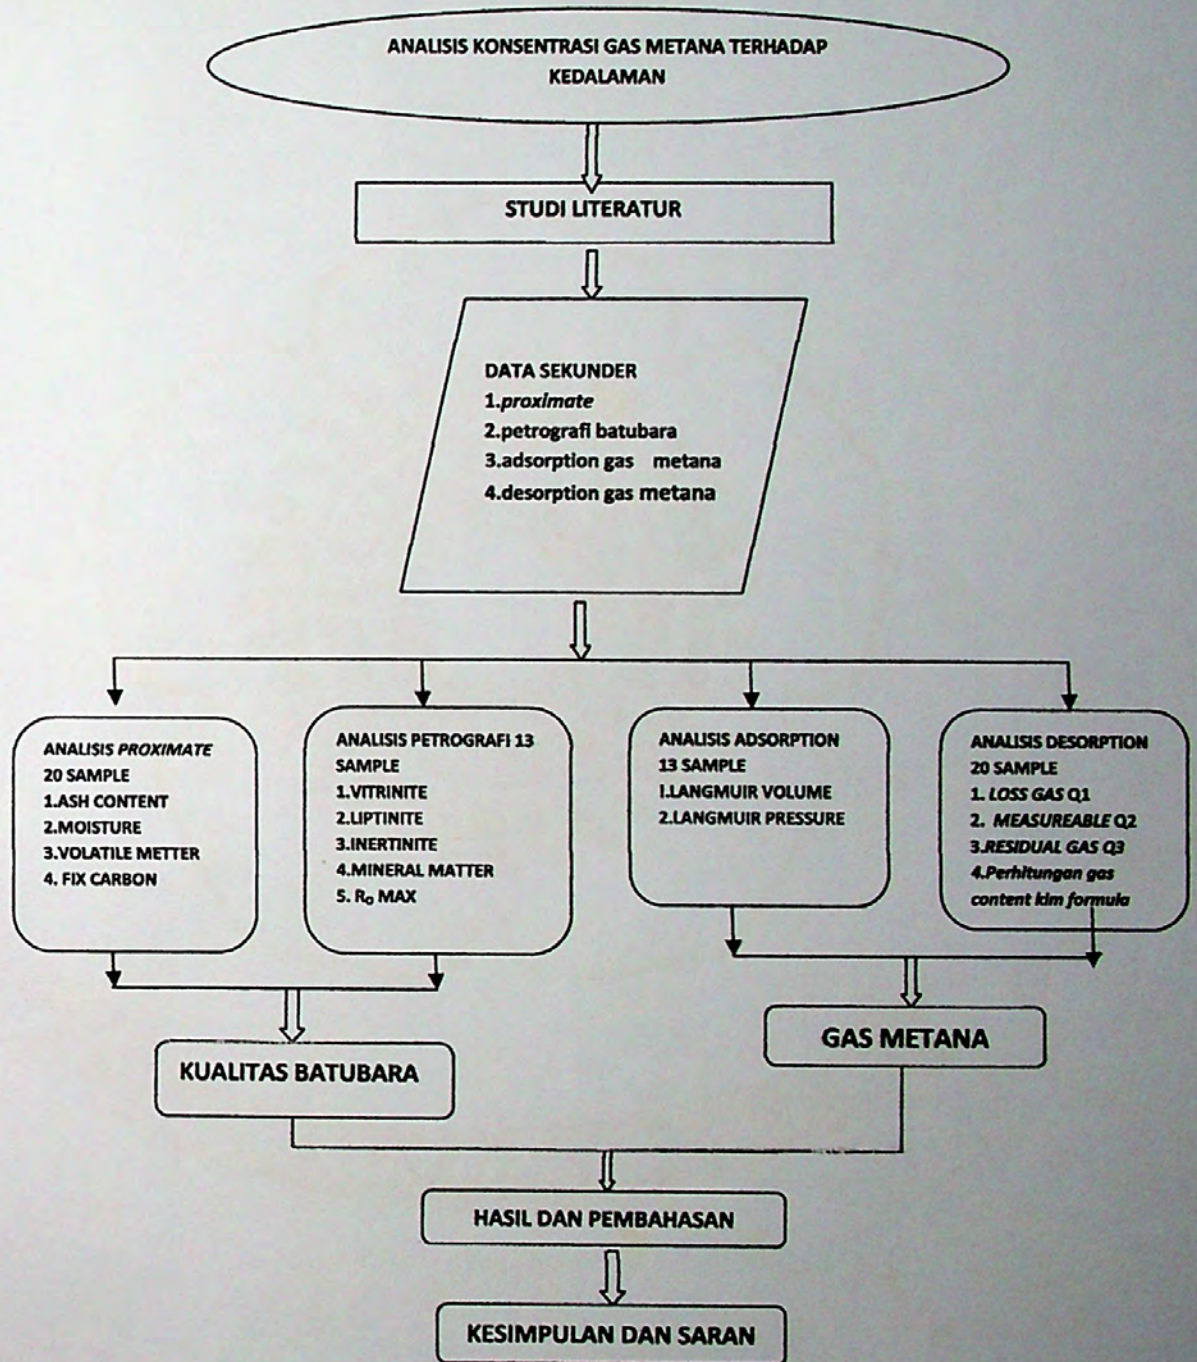 ANALISIS KONSENTRASI GAS METANA TERHADAP
KEDALAMAN
STUDI LITERATUR
DATA SEKUNDER
1.proximate
2.petrografi batubara
3.adsorption gas metana
4.desorption gas metana
ANALISIS PROXIMATE
20 SAMPLE
1.ASH CONTENT
2.MOISTURE
3.VOLATILE METTER
4. FIX CARBON
ANALISIS PETROGRAFI 13
SAMPLE
1.VITRINITE
2.LIPTINITE
3.INERTINITE
4.MINERAL MATTER
5. Ro MAX
ANALISIS ADSORPTION
13 SAMPLE
I.LANGMUIR VOLUME
2.LANGMUIR PRESSURE
ANALISIS DESORPTION
20 SAMPLE
1. LOSS GAS Q1
2. MEASUREABLE Q2
3.RESIDUAL GAS Q3
4.Perhitungan gas
content kim formula
KUALITAS BATUBARA
GAS METANA
HASIL DAN PEMBAHASAN
KESIMPULAN DAN SARAN